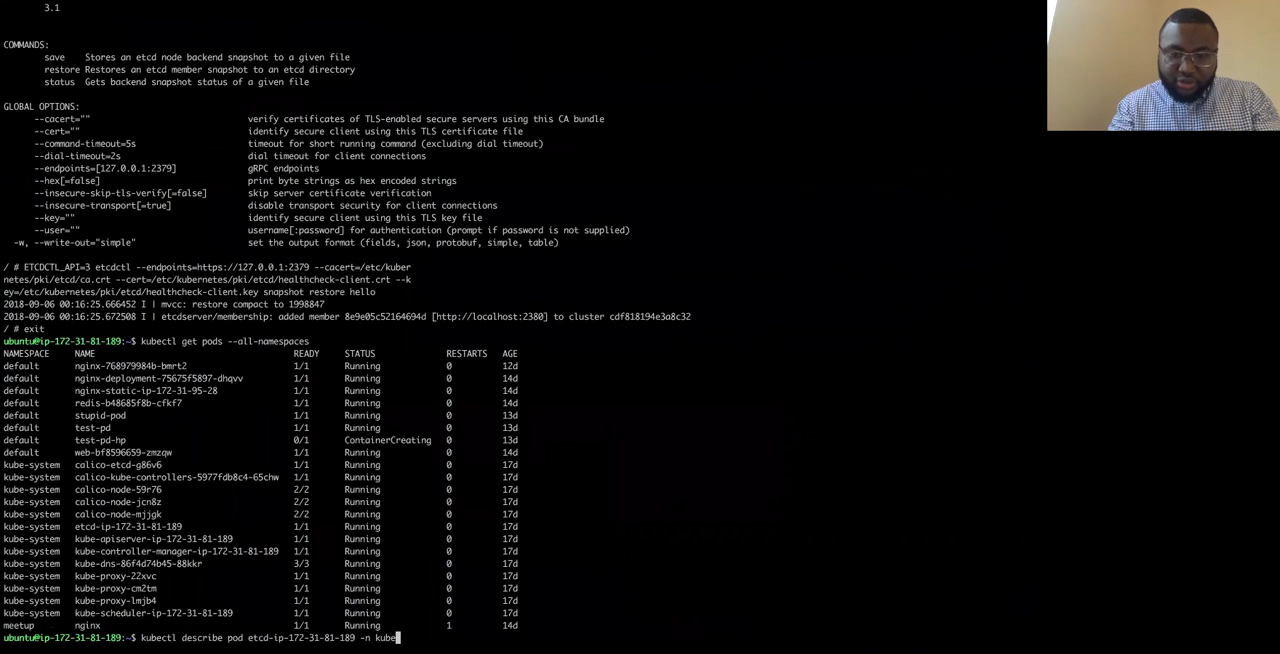 3.1
COMMANDS:
save Stores an etcd node backend snapshot to a given file
restore Restores an etcd member snapshot to an etcd directory
status Gets backend snapshot status of a given file
GLOBAL OPTIONS:
--cacert="" verify certificates of TLS-enabled secure servers using this CA bundle
--cert="" identify secure client using this TLS certificate file
--command-timeout=5s timeout for short running command (excluding dial timeout)
--dial-timeout=2s dial timeout for client connections
--endpoints=[127.0.0.1:2379] gRPC endpoints
--hex[=false] print byte strings as hex encoded strings
--insecure-skip-tls-verify[=false] skip server certificate verification
--insecure-transport[=true] disable transport security for client connections
--key="" identify secure client using this TLS key file
--user="" username[:password] for authentication (prompt if password is not supplied)
-w, --write-out="simple" set the output format (fields, json, protobuf, simple, table)
/ # ETCDCTL_API=3 etcdctl --endpoints=https://127.0.0.1:2379 --cacert=/etc/kuber
netes/pki/etcd/ca.crt --cert=/etc/kubernetes/pki/etcd/healthcheck-client.crt --k
ey=/etc/kubernetes/pki/etcd/healthcheck-client.key snapshot restore hello
2018-09-06 00:16:25.666452 I | mvcc: restore compact to 1998847
2018-09-06 00:16:25.672508 I | etcdserver/membership: added member 8e9e05c52164694d [http://localhost:2380] to cluster cdf818194e3a8c32
/ # exit
ubuntu@ip-172-31-81-189:~$ kubectl get pods --all-namespaces
NAMESPACE NAME READY STATUS RESTARTS AGE
default nginx-768979984b-bmrt2 1/1 Running 0 12d
default nginx-deployment-75675f5897-dhqvv 1/1 Running 0 14d
default nginx-static-ip-172-31-95-28 1/1 Running 0 14d
default redis-b48685f8b-cfkf7 1/1 Running 0 14d
default stupid-pod 1/1 Running 0 13d
default test-pd 1/1 Running 0 13d
default test-pd-hp 0/1 ContainerCreating 0 13d
default web-bf8596659-zmzqw 1/1 Running 0 14d
kube-system calico-etcd-g86v6 1/1 Running 0 17d
kube-system calico-kube-controllers-5977fdb8c4-65chw 1/1 Running 0 17d
kube-system calico-node-59r76 2/2 Running 0 17d
kube-system calico-node-jcn8z 2/2 Running 0 17d
kube-system calico-node-mjjgk 2/2 Running 0 17d
kube-system etcd-ip-172-31-81-189 1/1 Running 0 17d
kube-system kube-apiserver-ip-172-31-81-189 1/1 Running 0 17d
kube-system kube-controller-manager-ip-172-31-81-189 1/1 Running 0 17d
kube-system kube-dns-86f4d74b45-88kkr 3/3 Running 0 17d
kube-system kube-proxy-22xvc 1/1 Running 0 17d
kube-system kube-proxy-cm2tm 1/1 Running 0 17d
kube-system kube-proxy-lmjb4 1/1 Running 0 17d
kube-system kube-scheduler-ip-172-31-81-189 1/1 Running 0 17d
meetup nginx 1/1 Running 1 14d
ubuntu@ip-172-31-81-189:~$ kubectl describe pod etcd-ip-172-31-81-189 -n kube